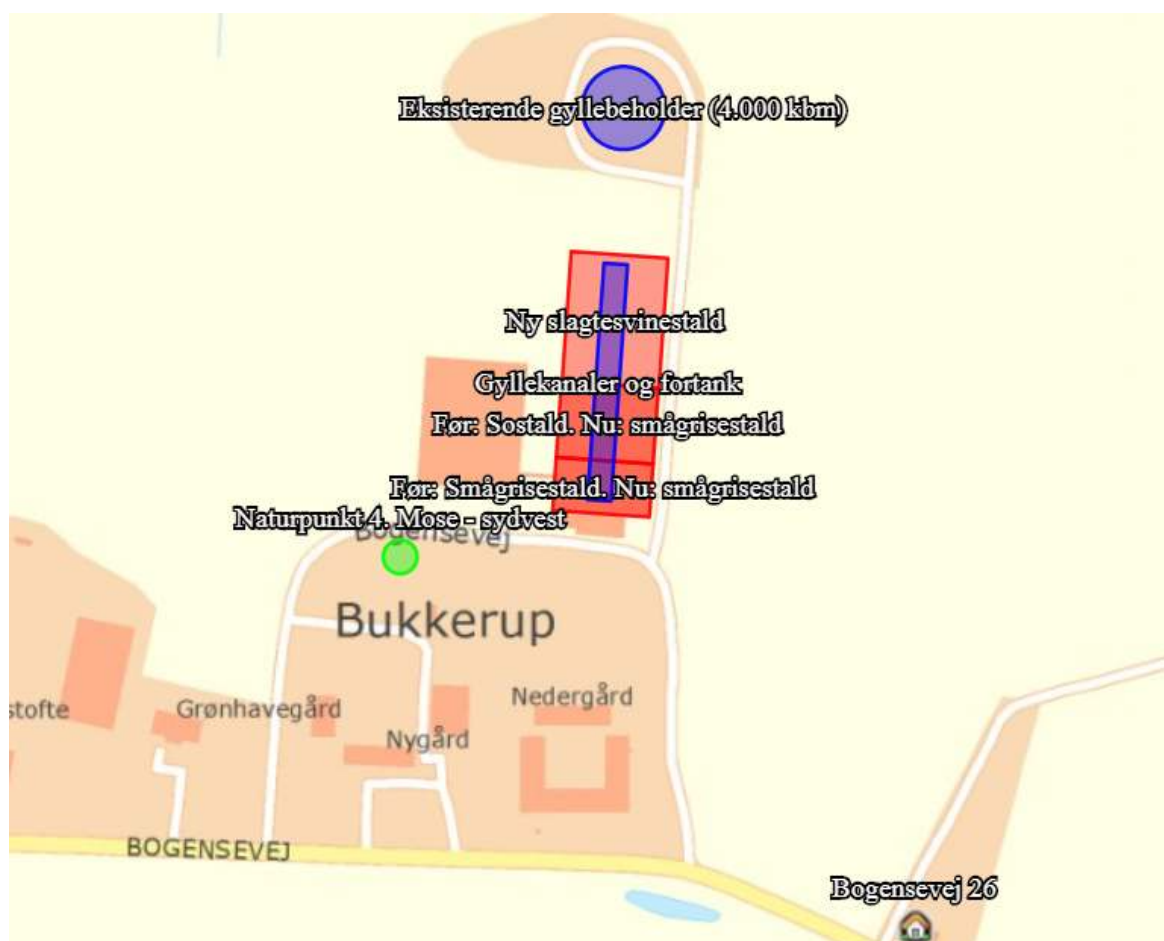 Eksisterende gyllebeholder (4.000 kbm)
Ny slagtesvinestald
Gyllekanaler og fortank
Før: Sostald. Nu: smågrisestald
Før: Smågrisestald. Nu: smågrisestald
Naturpunkt 4. Mose - sydvest
Bogensevej
Bukkerup
stofte
Grønhavegård
Nedergård
Nygård
BOGENSEVEJ
Bogensevej 26